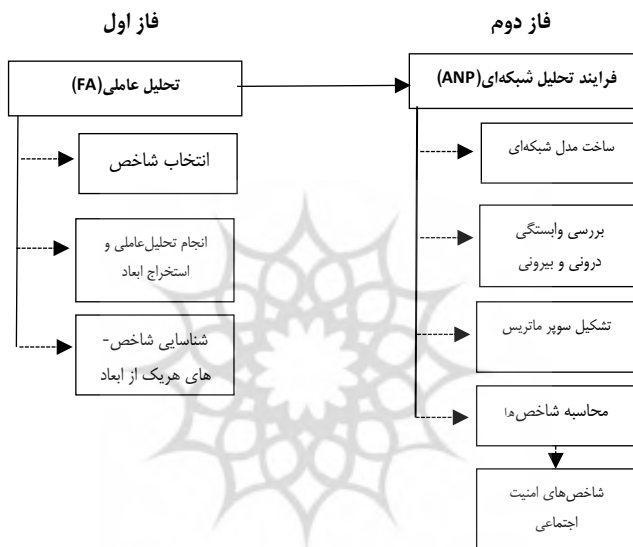 فاز اول
تحلیل عاملی(FA)
انتخاب شاخص
انجام تحلیل‌عاملی و
استخراج ابعاد
شناسایی شاخص-
های هریک از ابعاد
فاز دوم
فرایند تحلیل شبکه‌ای(ANP)
ساخت مدل شبکه‌ای
بررسی وابستگی
درونی و بیرونی
تشکیل سوپر ماتریس
محاسبه شاخص‌ها
شاخص‌های امنیت
اجتماعی